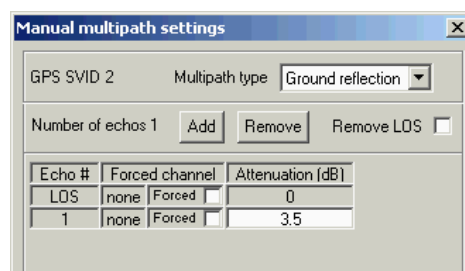 Manual multipath settings
GPS SVID 2 Multipath type Ground reflection
Number of echos 1 Add Remove Remove LOS
Echo # Forced channel Attenuation (dB)
LOS none Forced 0
1 none Forced 3.5